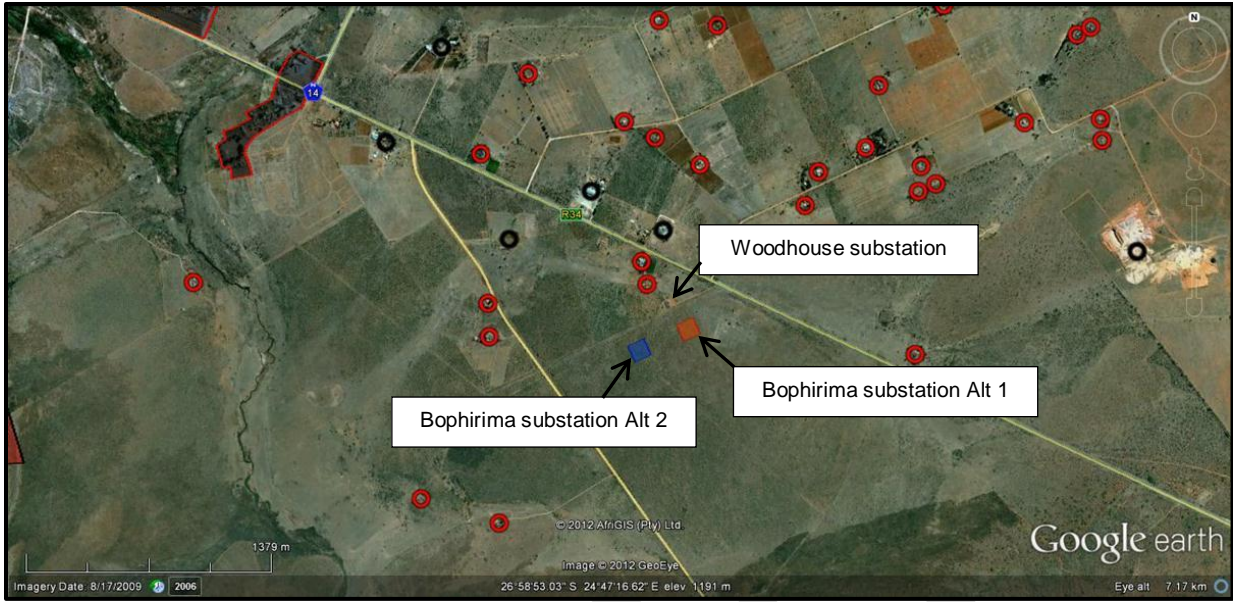 N
14
R34
Woodhouse substation
Bophirima substation Alt 1
Bophirima substation Alt 2
© 2012 AfriGIS (Pty) Ltd
Google earth
1379 m
Image © 2012 GeoEye
Imagery Date: 8/17/2009 2006 26°58'53.03" S 24°47'16.62" E elev 1191 m Eye alt 7.17 km